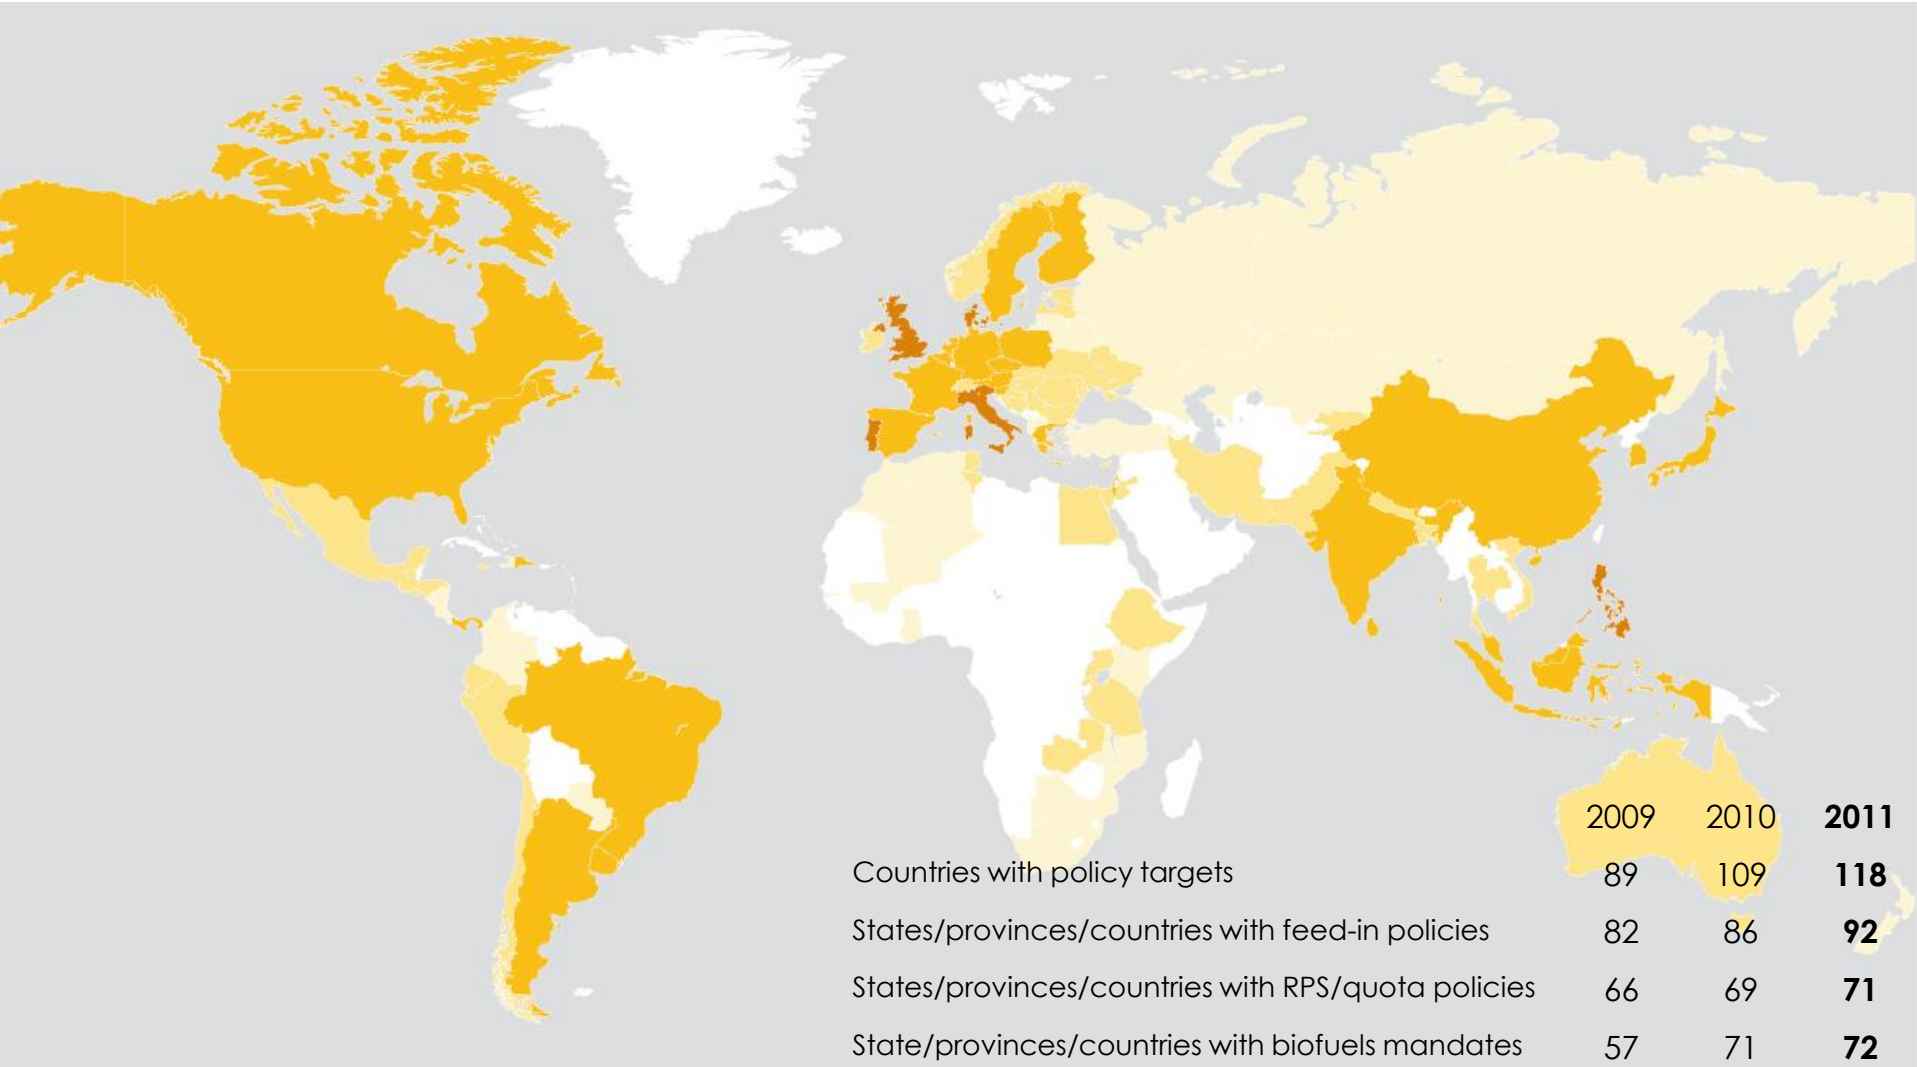 2009 2010 2011
Countries with policy targets 89 109 118
States/provinces/countries with feed-in policies 82 86 92
States/provinces/countries with RPS/quota policies 66 69 71
State/provinces/countries with biofuels mandates 57 71 72